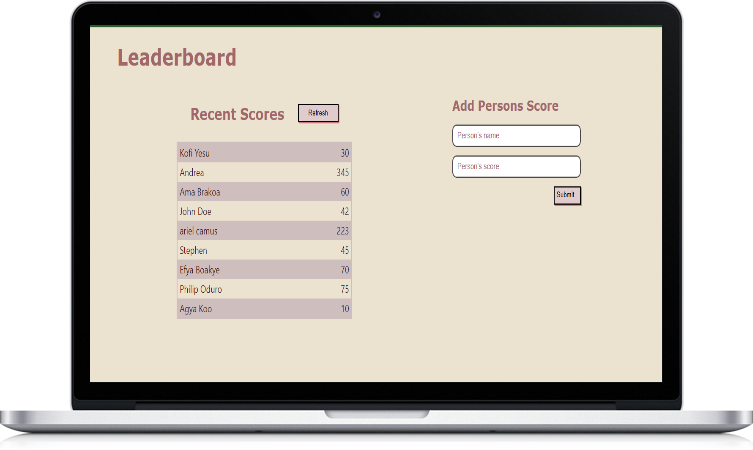 Leaderboard
Recent Scores
Refresh
Kofi Yesu 30
Andrea 345
Ama Brakoa 60
John Doe 42
ariel camus 223
Stephen 45
Efya Boakye 70
Philip Oduro 75
Agya Koo 10
Add Persons Score
Person's name
Person's score
Submit